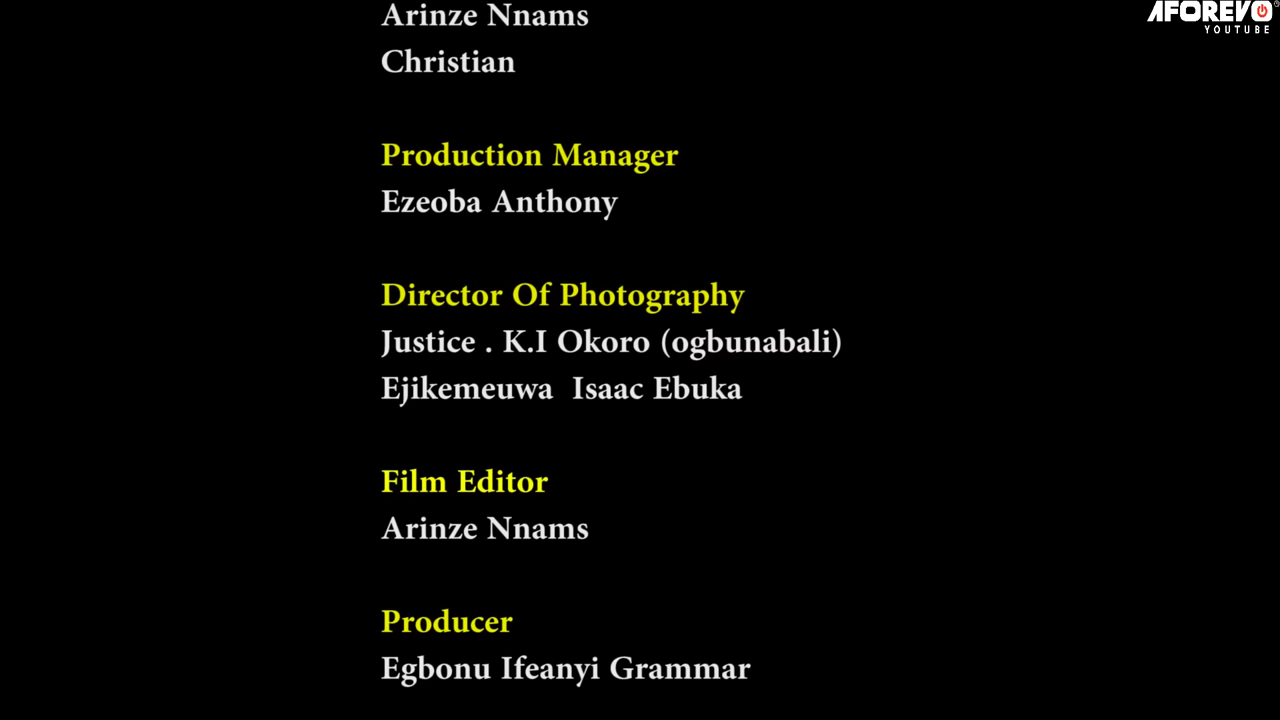 AFOREVO
YOUTUBE
Arinze Nnams
Christian
Production Manager
Ezeoba Anthony
Director Of Photography
Justice . K.I Okoro (ogbunabali)
Ejikemeuwa  Isaac Ebuka
Film Editor
Arinze Nnams
Producer
Egbonu Ifeanyi Grammar